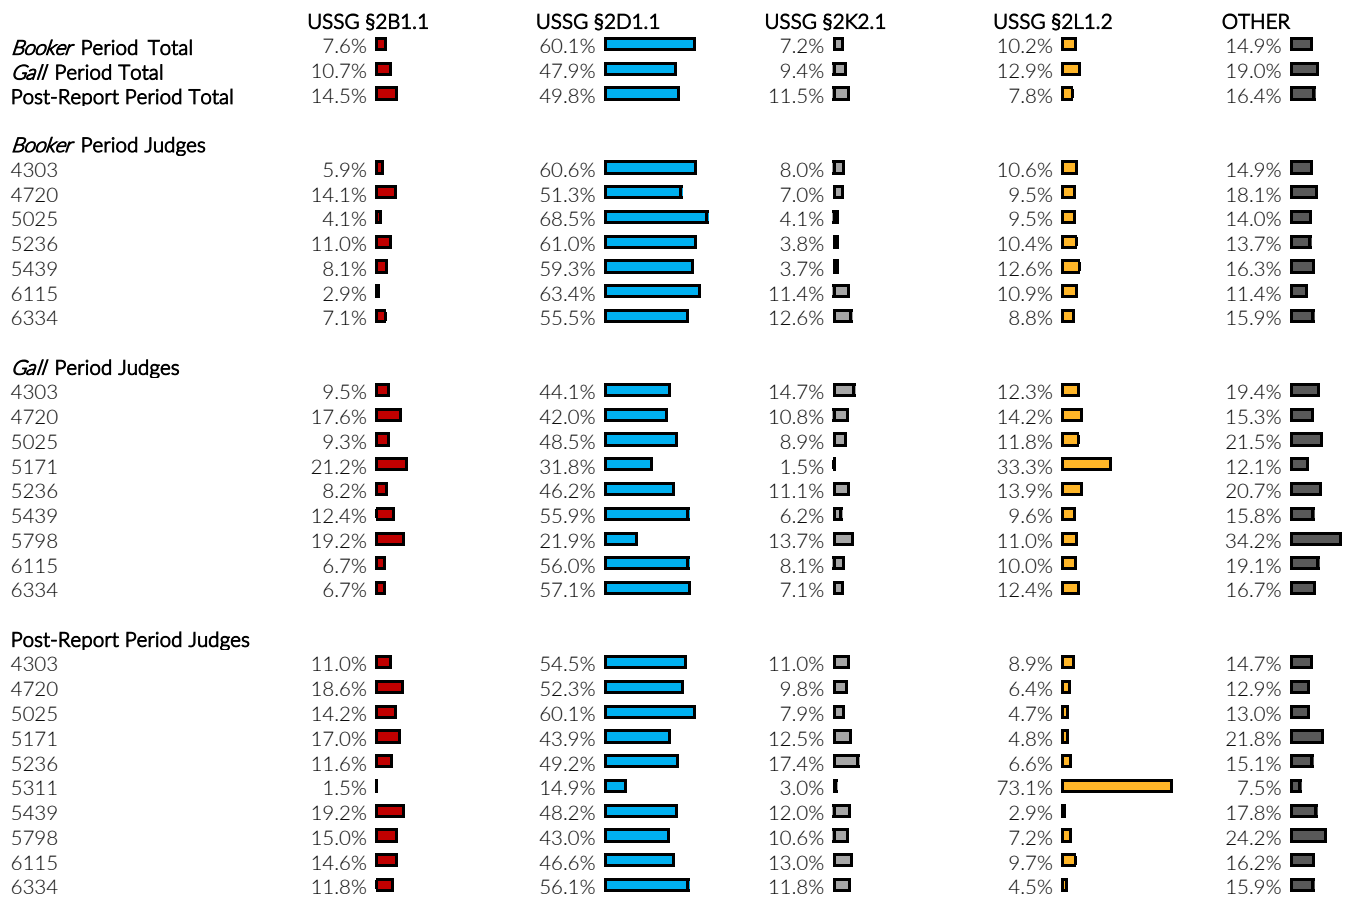 USSG §2B1.1 USSG §2D1.1 USSG §2K2.1 USSG §2L1.2 OTHER
Booker Period Total 7.6% 60.1% 7.2% 10.2% 14.9%
Gall Period Total 10.7% 47.9% 9.4% 12.9% 19.0%
Post-Report Period Total 14.5% 49.8% 11.5% 7.8% 16.4%
Booker Period Judges
4303 5.9% 60.6% 8.0% 10.6% 14.9%
4720 14.1% 51.3% 7.0% 9.5% 18.1%
5025 4.1% 68.5% 4.1% 9.5% 14.0%
5236 11.0% 61.0% 3.8% 10.4% 13.7%
5439 8.1% 59.3% 3.7% 12.6% 16.3%
6115 2.9% 63.4% 11.4% 10.9% 11.4%
6334 7.1% 55.5% 12.6% 8.8% 15.9%
Gall Period Judges
4303 9.5% 44.1% 14.7% 12.3% 19.4%
4720 17.6% 42.0% 10.8% 14.2% 15.3%
5025 9.3% 48.5% 8.9% 11.8% 21.5%
5171 21.2% 31.8% 1.5% 33.3% 12.1%
5236 8.2% 46.2% 11.1% 13.9% 20.7%
5439 12.4% 55.9% 6.2% 9.6% 15.8%
5798 19.2% 21.9% 13.7% 11.0% 34.2%
6115 6.7% 56.0% 8.1% 10.0% 19.1%
6334 6.7% 57.1% 7.1% 12.4% 16.7%
Post-Report Period Judges
4303 11.0% 54.5% 11.0% 8.9% 14.7%
4720 18.6% 52.3% 9.8% 6.4% 12.9%
5025 14.2% 60.1% 7.9% 4.7% 13.0%
5171 17.0% 43.9% 12.5% 4.8% 21.8%
5236 11.6% 49.2% 17.4% 6.6% 15.1%
5311 1.5% 14.9% 3.0% 73.1% 7.5%
5439 19.2% 48.2% 12.0% 2.9% 17.8%
5798 15.0% 43.0% 10.6% 7.2% 24.2%
6115 14.6% 46.6% 13.0% 9.7% 16.2%
6334 11.8% 56.1% 11.8% 4.5% 15.9%